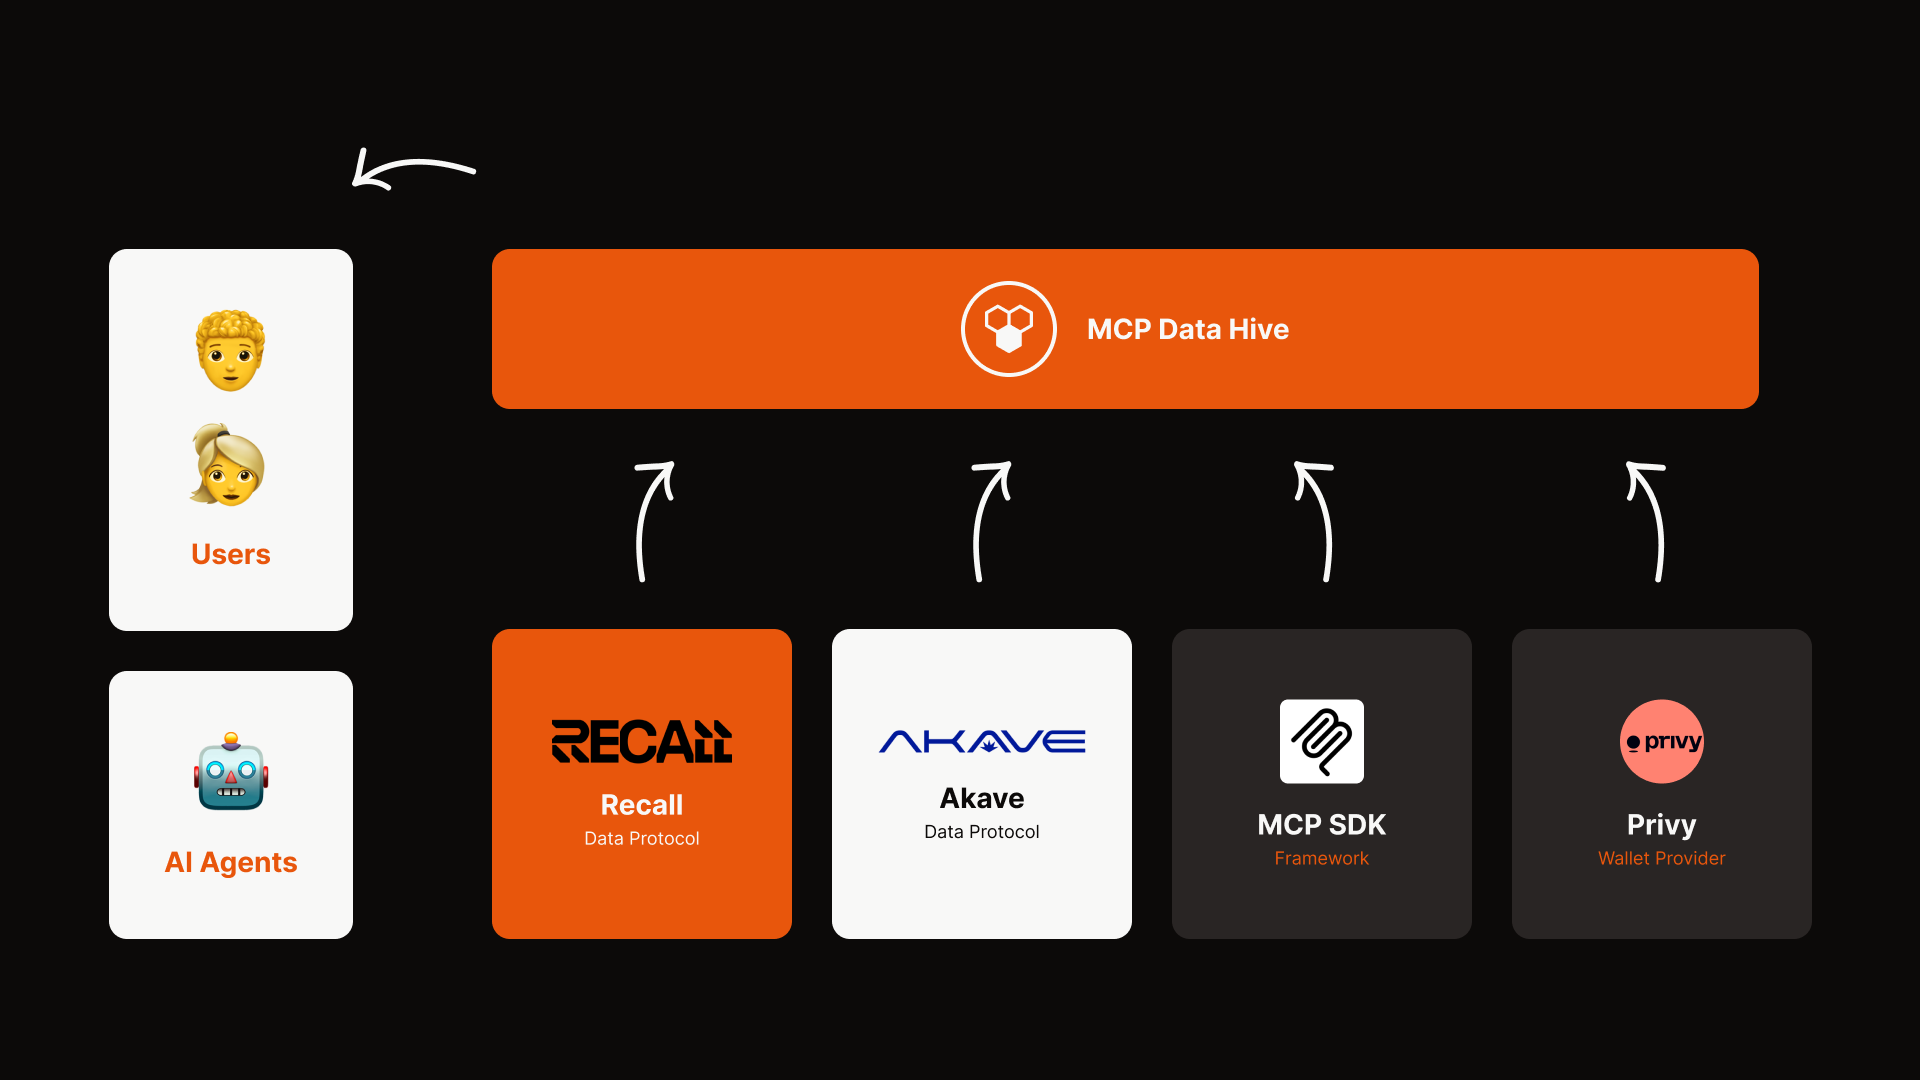 MCP Data Hive
Users
AI Agents
RECALL
Recall
Data Protocol
AKAVE
Akave
Data Protocol
MCP SDK
Framework
privy
Privy
Wallet Provider